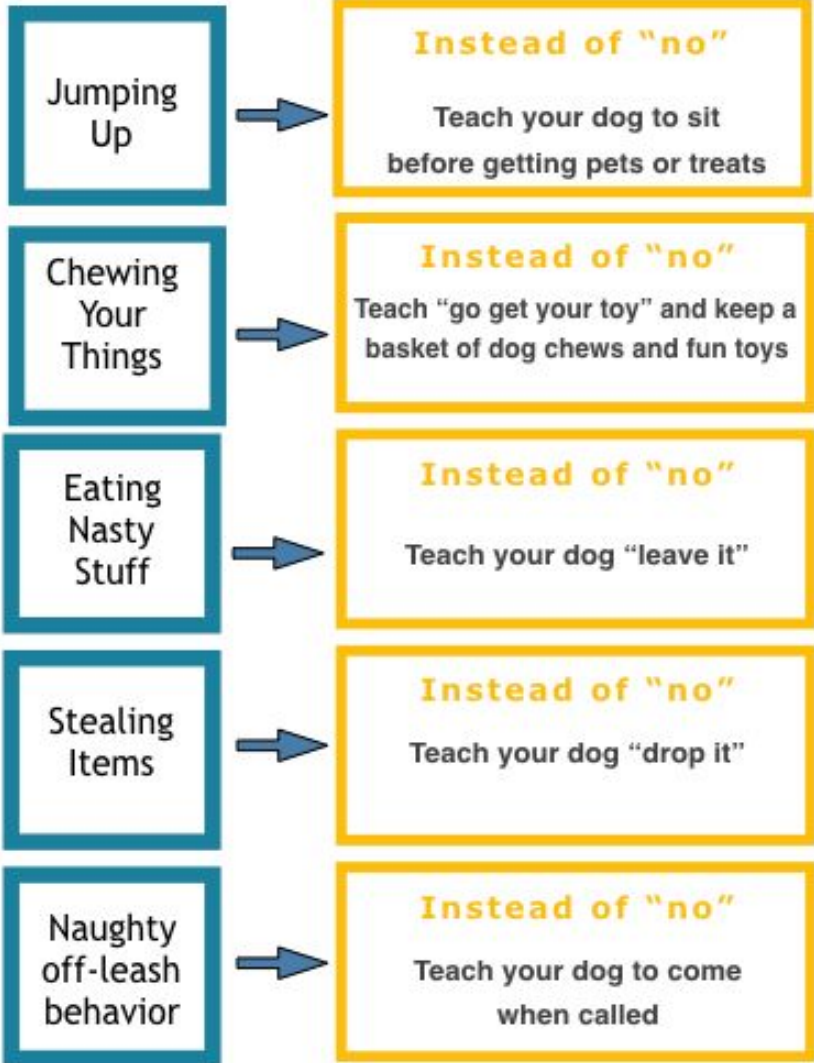 Jumping
Up
Instead of “no”
Teach your dog to sit
before getting pets or treats
Chewing
Your
Things
Instead of “no”
Teach “go get your toy” and keep a
basket of dog chews and fun toys
Eating
Nasty
Stuff
Instead of “no”
Teach your dog “leave it”
Stealing
Items
Instead of “no”
Teach your dog “drop it”
Naughty
off-leash
behavior
Instead of “no”
Teach your dog to come
when called